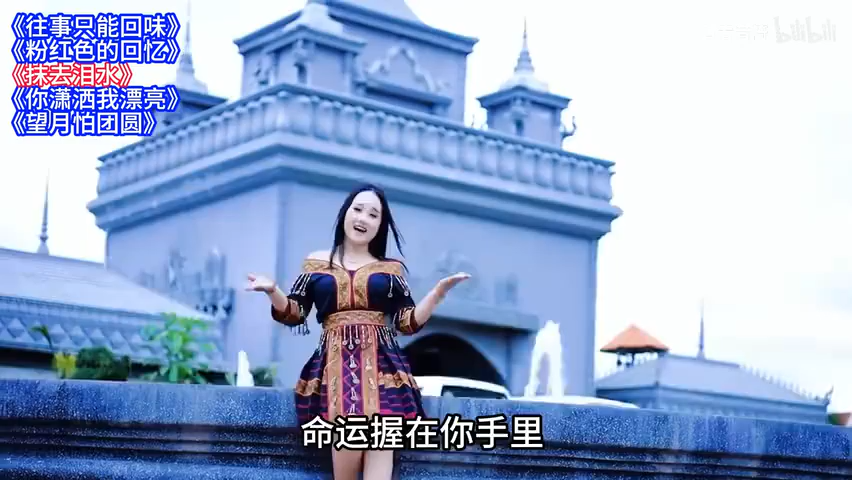 《往事只能回味》
《粉红色的回忆》
《抹去泪水》
《你潇洒我漂亮》
《望月怕团圆》
bilibili
命运握在你手里